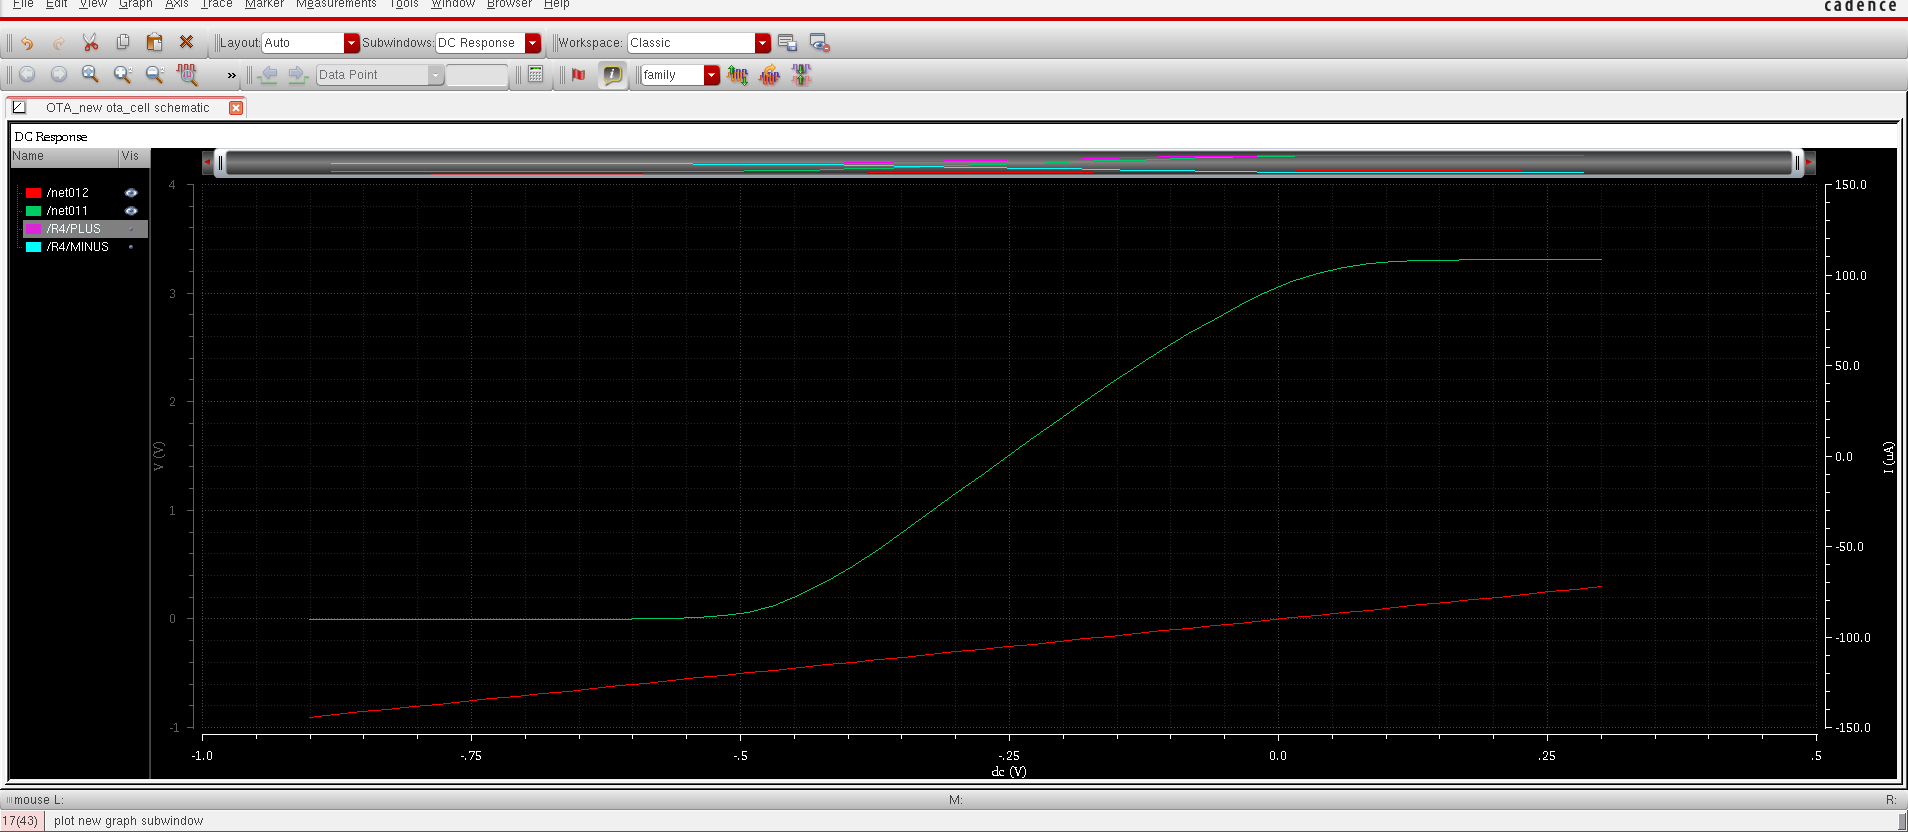 File Edit View Graph Axis Trace Marker Measurements Tools Window Browser Help
cadence
Layout: Auto Subwindows: DC Response Workspace: Classic
» Data Point family
OTA_new ota_cell schematic
DC Response
Name Vis
/net012
/net011
/R4/PLUS
/R4/MINUS
4
3
2
1
0
-1
V (V)
150.0
100.0
50.0
0.0
-50.0
-100.0
-150.0
I (uA)
-1.0 -.75 -.5 -.25 0.0 .25 .5
dc (V)
mouse L: M: R:
17(43) plot new graph subwindow